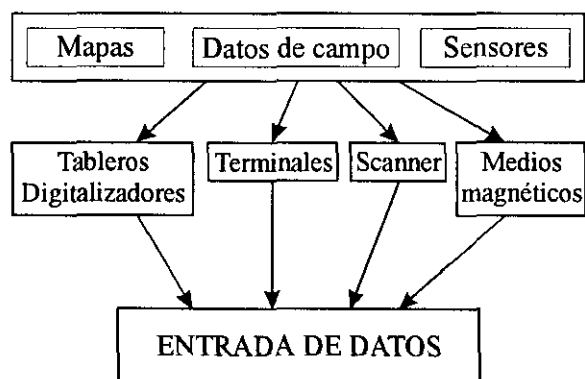 Mapas
Datos de campo
Sensores
Tableros
Digitalizadores
Terminales
Scanner
Medios
magnéticos
ENTRADA DE DATOS